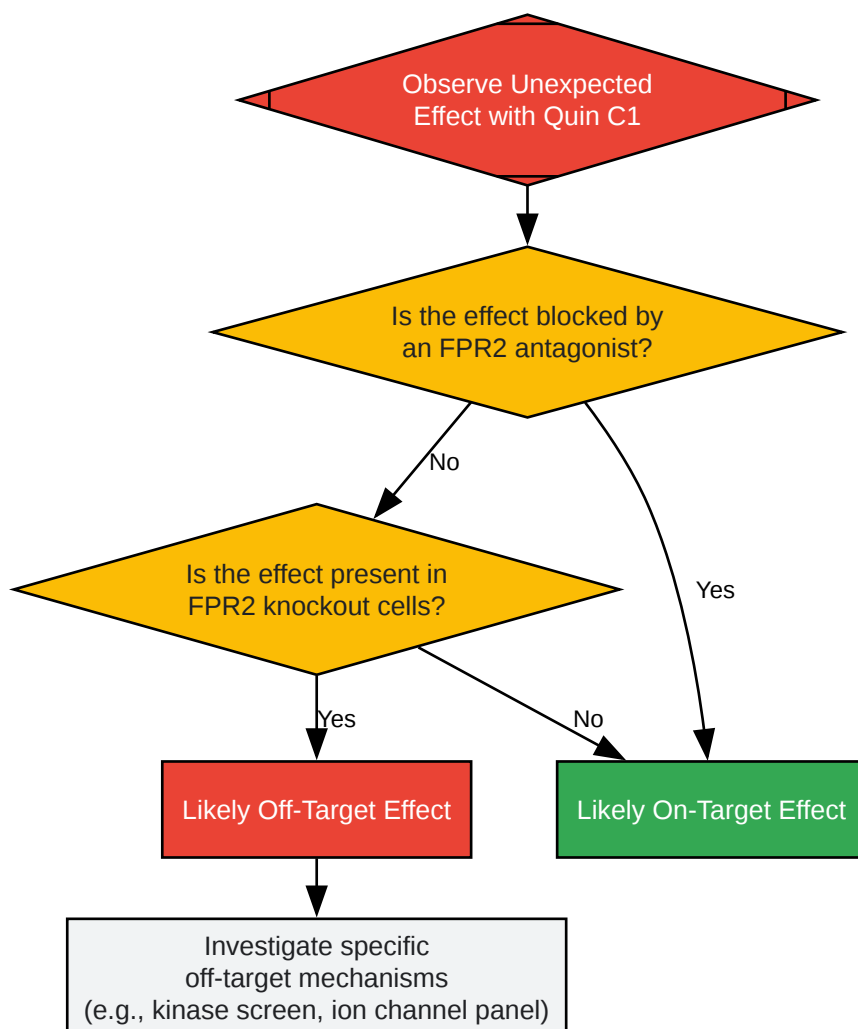 Observe Unexpected
Effect with Quin C1
Is the effect blocked by
an FPR2 antagonist?
No
Is the effect present in
FPR2 knockout cells?
Yes
Yes
No
Likely Off-Target Effect
Likely On-Target Effect
Investigate specific
off-target mechanisms
(e.g., kinase screen, ion channel panel)